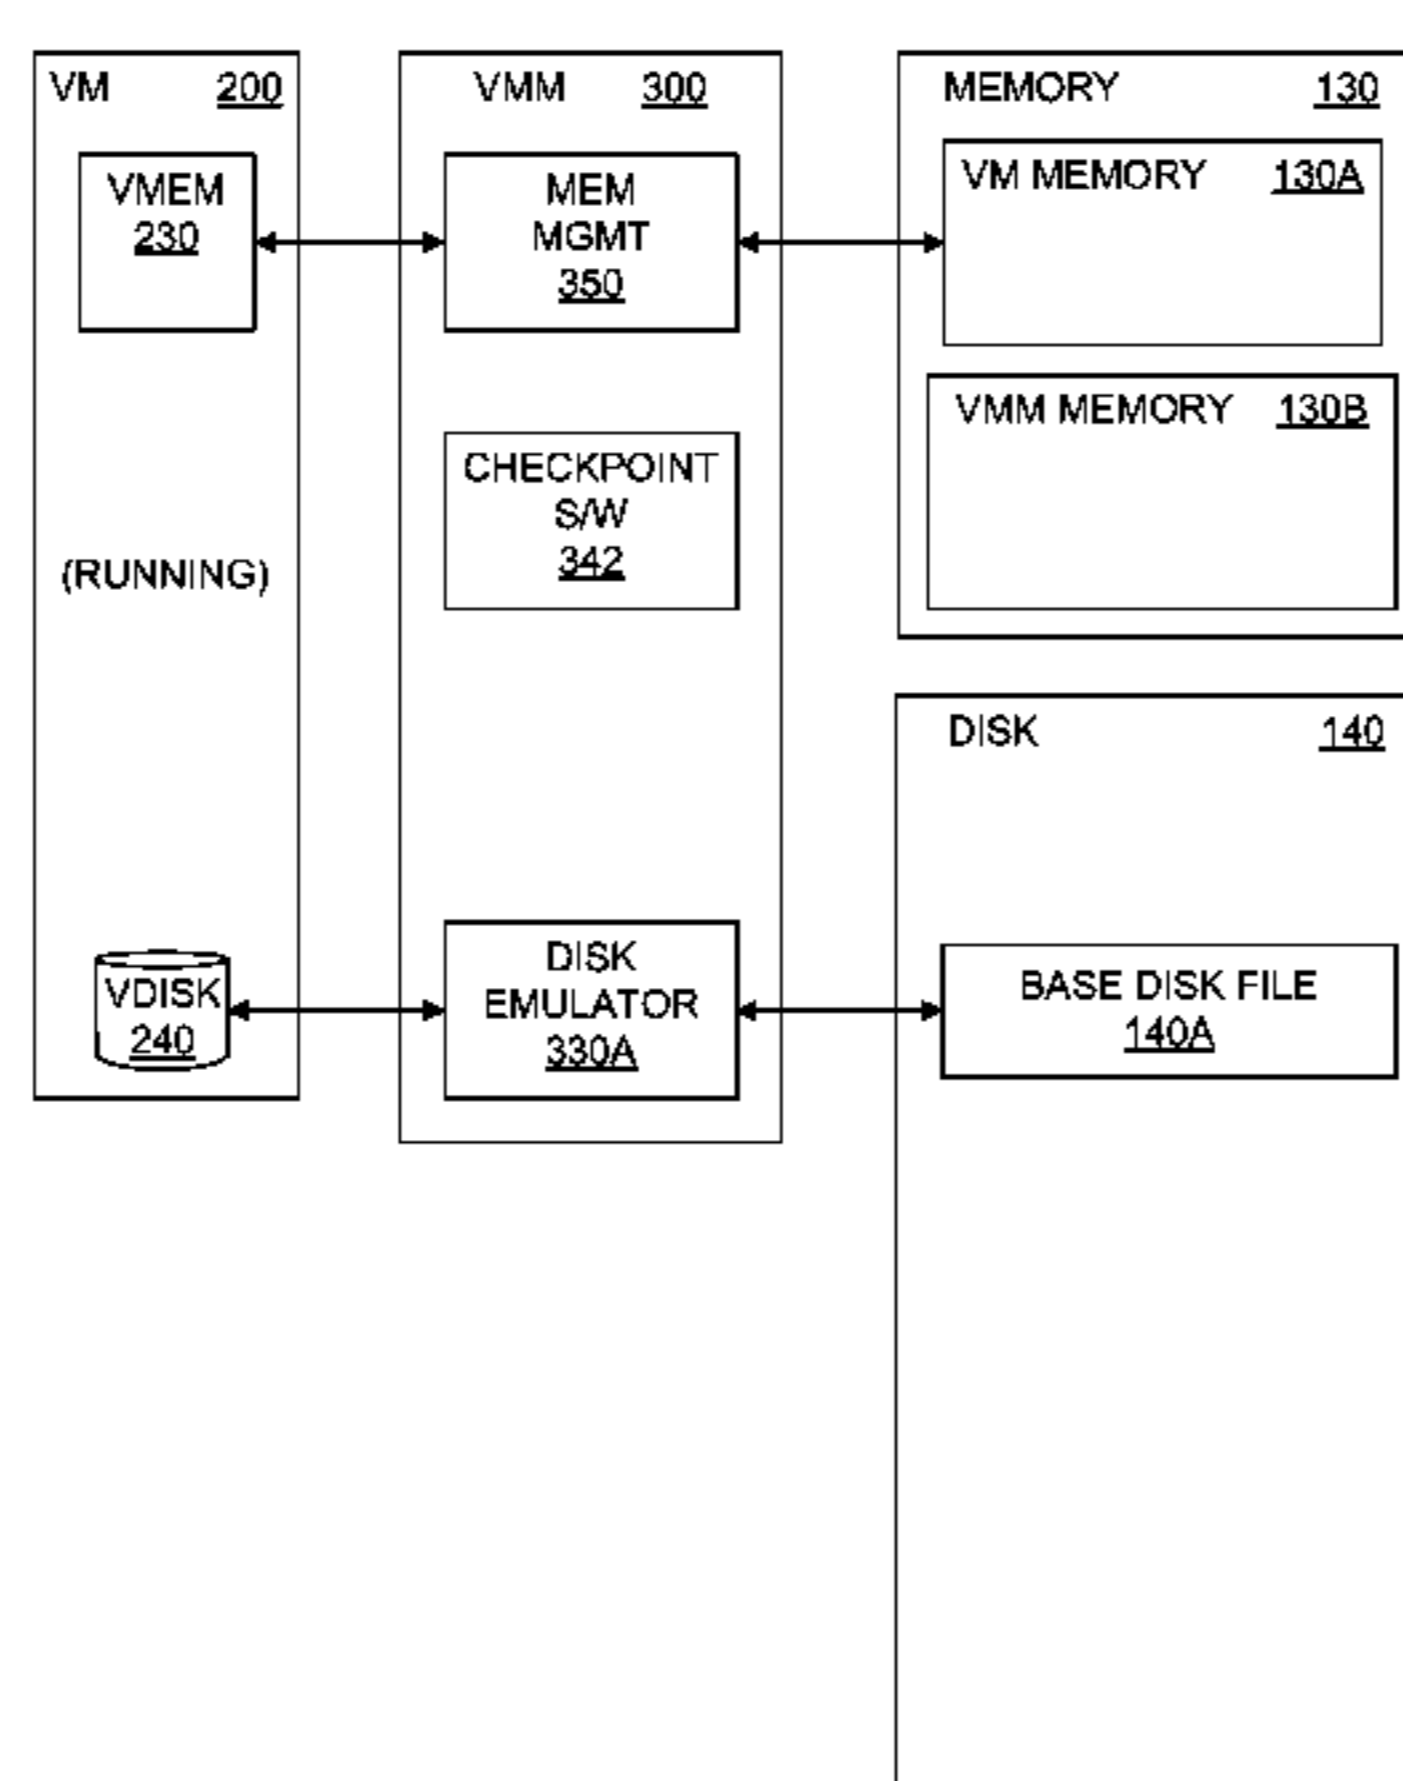 VM 200
VMEM
230
(RUNNING)
VDISK
240
VMM 300
MEM
MGMT
350
CHECKPOINT
S/W
342
DISK
EMULATOR
330A
MEMORY 130
VM MEMORY 130A
VMM MEMORY 130B
DISK 140
BASE DISK FILE
140A